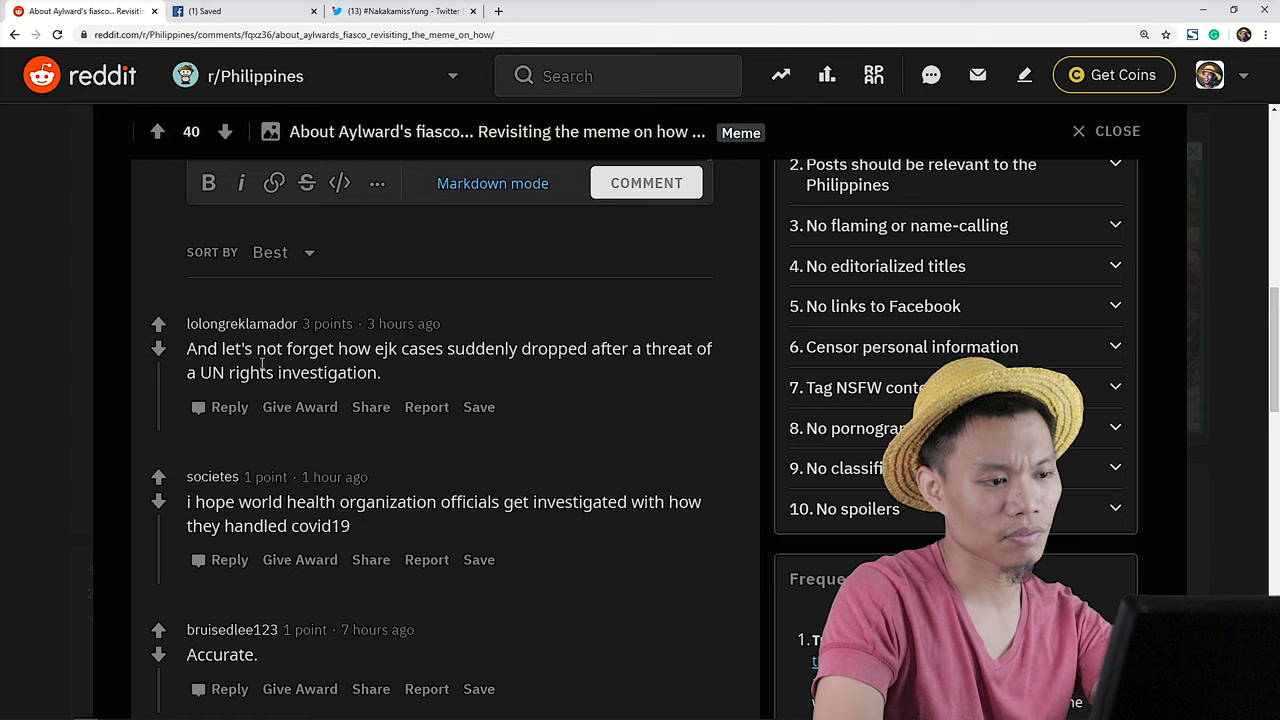 About Aylward's fiasco... Revisitin
(1) Saved
(13) #NakakamissYung - Twitter S
reddit.com/r/Philippines/comments/fqxz36/about_aylwards_fiasco_revisiting_the_meme_on_how/
reddit
r/Philippines
Search
Get Coins
40
About Aylward's fiasco... Revisiting the meme on how ...
Meme
CLOSE
B i S </> ...
Markdown mode
COMMENT
SORT BY Best
lolongreklamador 3 points · 3 hours ago
And let's not forget how ejk cases suddenly dropped after a threat of
a UN rights investigation.
Reply Give Award Share Report Save
societes 1 point · 1 hour ago
i hope world health organization officials get investigated with how
they handled covid19
Reply Give Award Share Report Save
bruisedlee123 1 point · 7 hours ago
Accurate.
Reply Give Award Share Report Save
2. Posts should be relevant to the
Philippines
3. No flaming or name-calling
4. No editorialized titles
5. No links to Facebook
6. Censor personal information
7. Tag NSFW conte
8. No pornogra
9. No classifi
10. No spoilers
Freque
1.